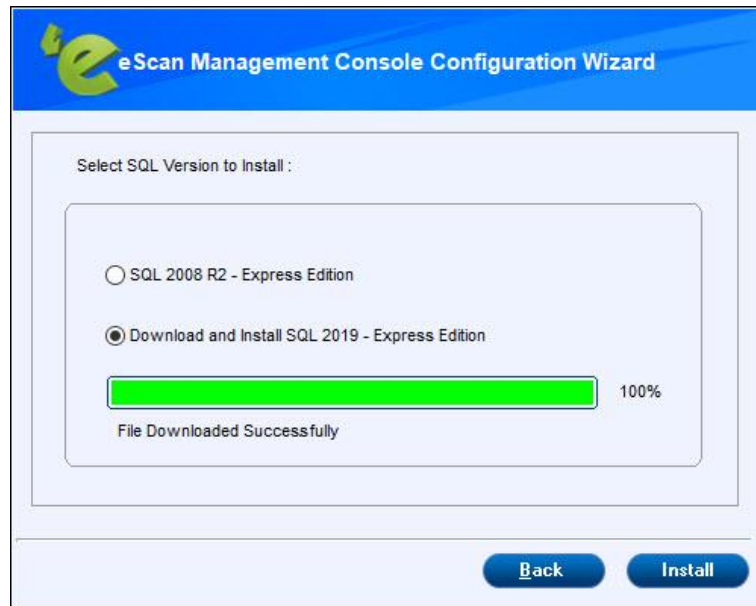 eScan Management Console Configuration Wizard
Select SQL Version to Install :
SQL 2008 R2 - Express Edition
Download and Install SQL 2019 - Express Edition
100%
File Downloaded Successfully
Back
Install